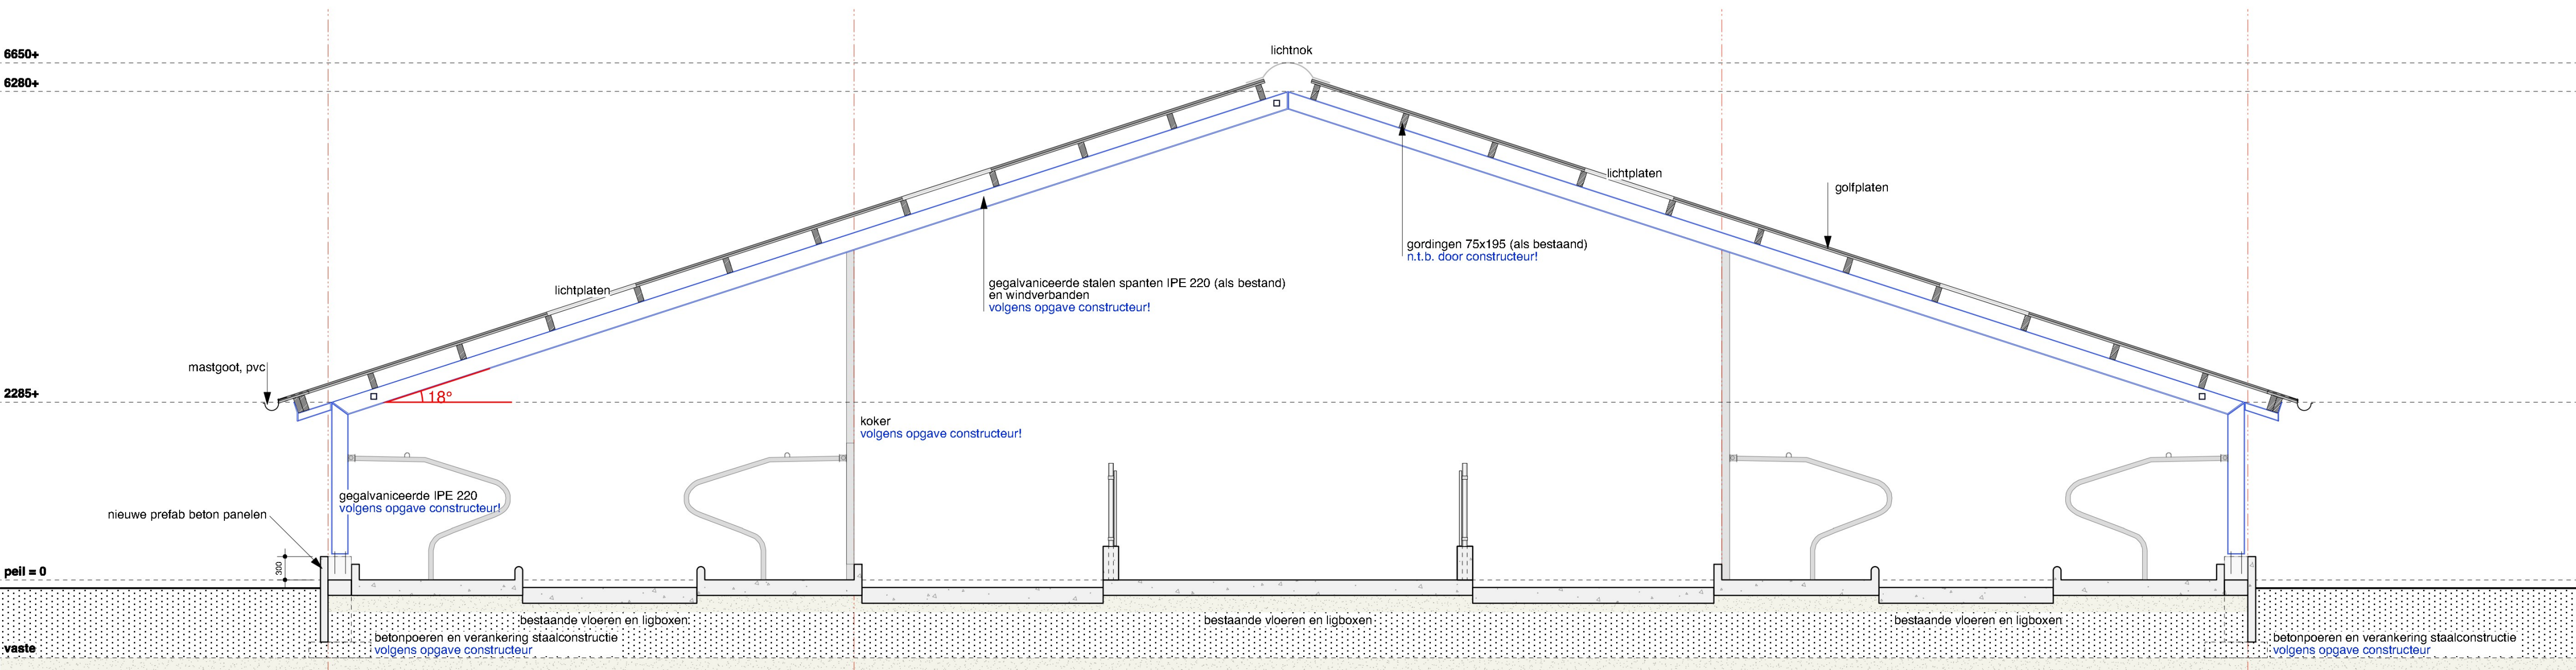 lichtnok
6650+
6280+
lichtplaten
golfplaten
gordingen 75x195 (als bestaand)
n.t.b. door constructeur!
gegalvaniceerde stalen spanten IPE 220 (als bestand)
en windverbanden
volgens opgave constructeur!
lichtplaten
mastgoot, pvc
2285+
18°
koker
volgens opgave constructeur!
gegalvaniceerde IPE 220
volgens opgave constructeur!
nieuwe prefab beton panelen
300
peil = 0
bestaande vloeren en ligboxen
bestaande vloeren en ligboxen
bestaande vloeren en ligboxen
betonpoeren en verankering staalconstructie
volgens opgave constructeur
betonpoeren en verankering staalconstructie
volgens opgave constructeur
vaste